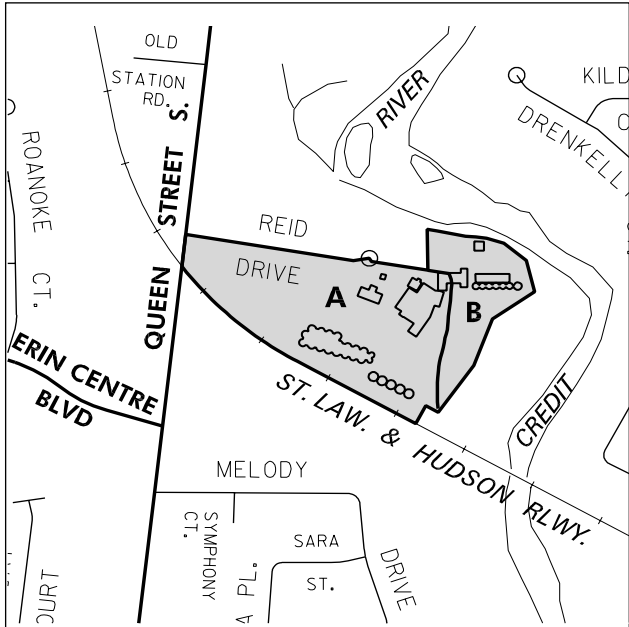 OLD
STATION
RD.
QUEEN STREET S.
RIVER
KILD
DRENKELLY
C
ROANOKE CT.
REID
DRIVE
A
B
ERIN CENTRE
BLVD
ST. LAW. & HUDSON RLWY.
CREDIT
MELODY
DRIVE
SYMPHONY
CT.
SARA
ST.
A PL.
OURT